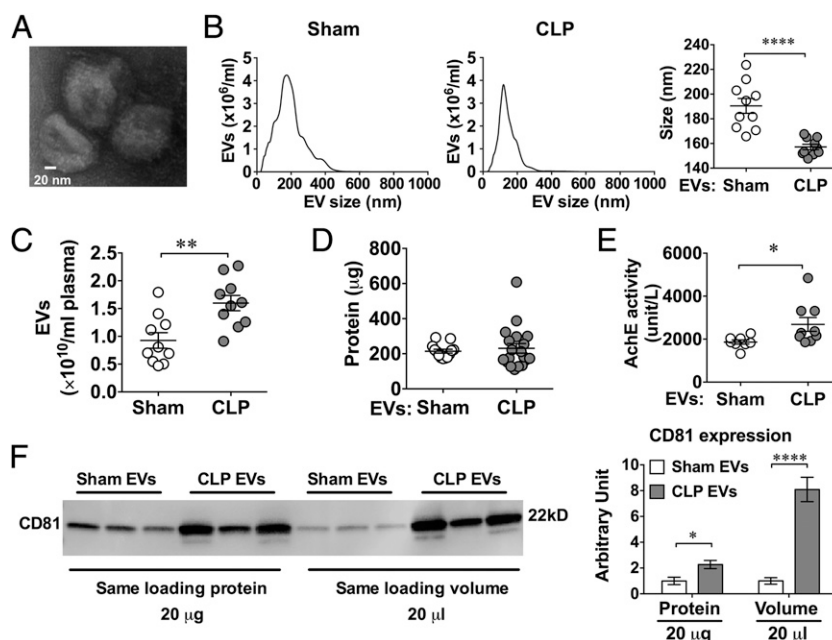 A
20 nm
B
Sham
EVs (x10⁶/ml)
5
4
3
2
1
0
0 200 400 600 800 1000
EV size (nm)
CLP
EVs (x10⁶/ml)
5
4
3
2
1
0
0 200 400 600 800 1000
EV size (nm)
Size (nm)
240
220
200
180
160
140
****
EVs: Sham CLP
C
EVs
(×10¹⁰/ml plasma)
2.5
2.0
1.5
1.0
0.5
0.0
**
Sham CLP
D
Protein (μg)
800
600
400
200
0
EVs: Sham CLP
E
AchE activity
(unit/L)
6000
4000
2000
0
*
EVs: Sham CLP
F
Sham EVs CLP EVs Sham EVs CLP EVs
CD81
22kD
Same loading protein
20 μg
Same loading volume
20 μl
CD81 expression
Sham EVs
CLP EVs
Arbitrary Unit
10
8
6
4
2
0
*
****
Protein Volume
20 μg 20 μl